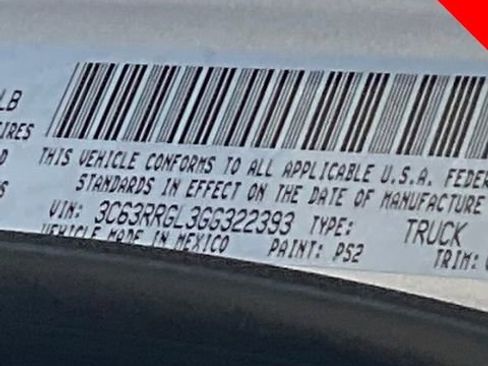 LB
IRES
THIS VEHICLE CONFORMS TO ALL APPLICABLE U.S.A. FEDER
STANDARDS IN EFFECT ON THE DATE OF MANUFACTURE
VIN: 3C63RRGL3GG322393 TYPE: TRUCK
VEHICLE MADE IN MEXICO PAINT: PS2 TRIM: